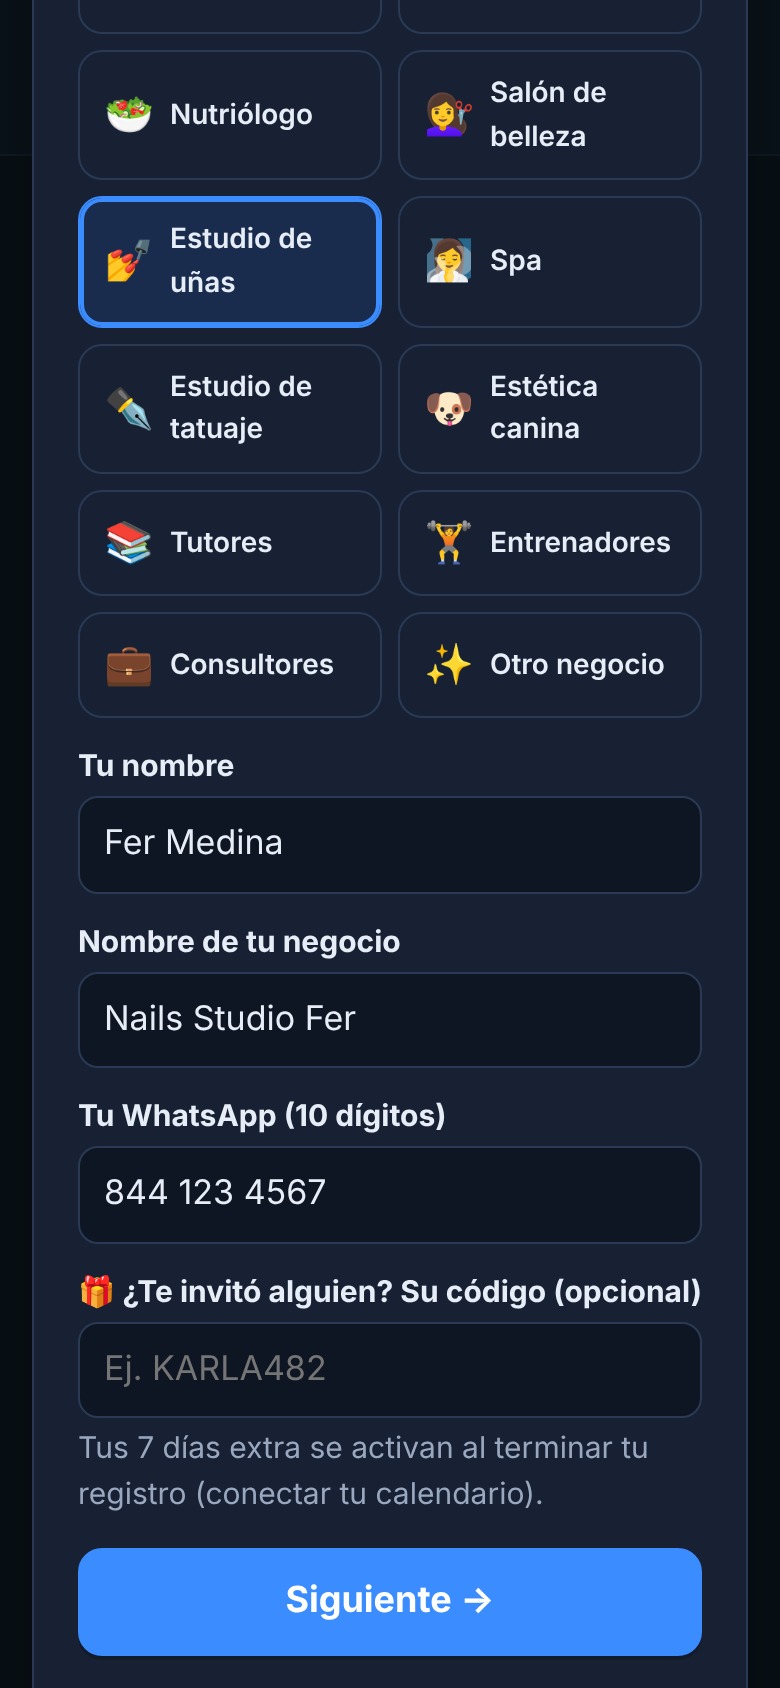 Nutriólogo
Salón de
belleza
Estudio de
uñas
Spa
Estudio de
tatuaje
Estética
canina
Tutores
Entrenadores
Consultores
Otro negocio
Tu nombre
Fer Medina
Nombre de tu negocio
Nails Studio Fer
Tu WhatsApp (10 dígitos)
844 123 4567
🎁 ¿Te invitó alguien? Su código (opcional)
Ej. KARLA482
Tus 7 días extra se activan al terminar tu
registro (conectar tu calendario).
Siguiente →